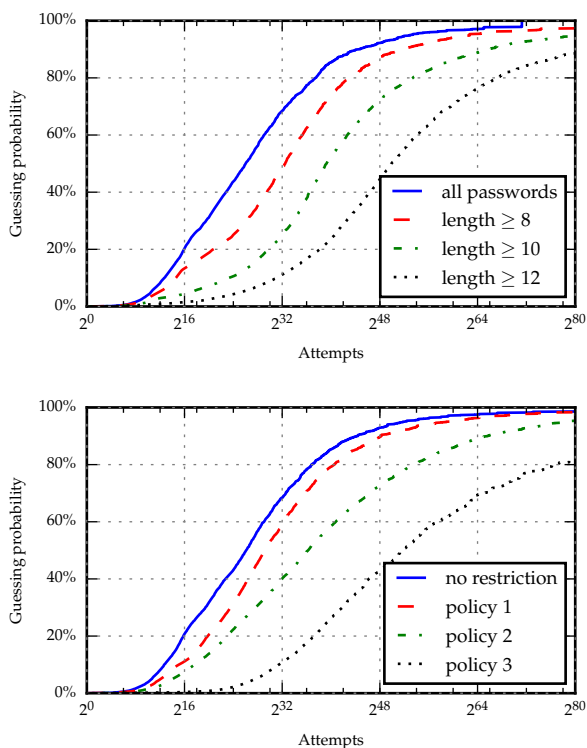 100%
80%
60%
40%
20%
0%
Guessing probability
all passwords
length ≥ 8
length ≥ 10
length ≥ 12
2^0 2^16 2^32 2^48 2^64 2^80
Attempts
100%
80%
60%
40%
20%
0%
Guessing probability
no restriction
policy 1
policy 2
policy 3
2^0 2^16 2^32 2^48 2^64 2^80
Attempts